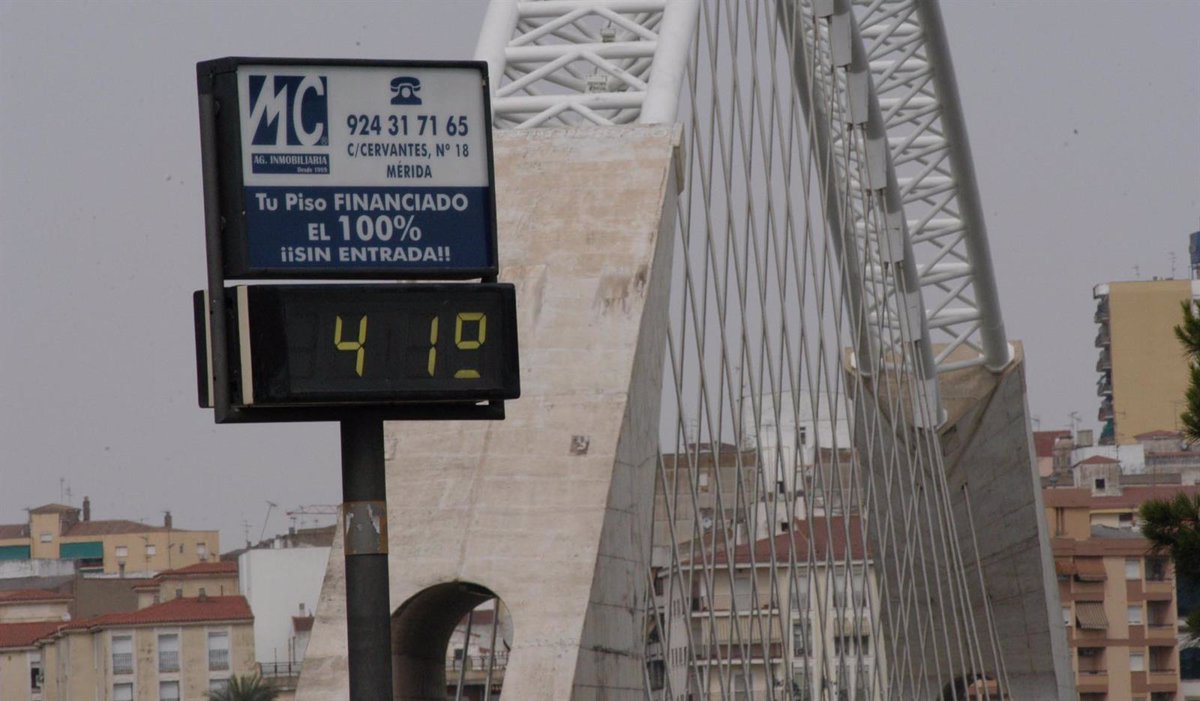 MC
AG. INMOBILIARIA
Desde 1995
924 31 71 65
C/CERVANTES, Nº 18
MÉRIDA
Tu Piso FINANCIADO
EL 100%
¡¡SIN ENTRADA!!
41º